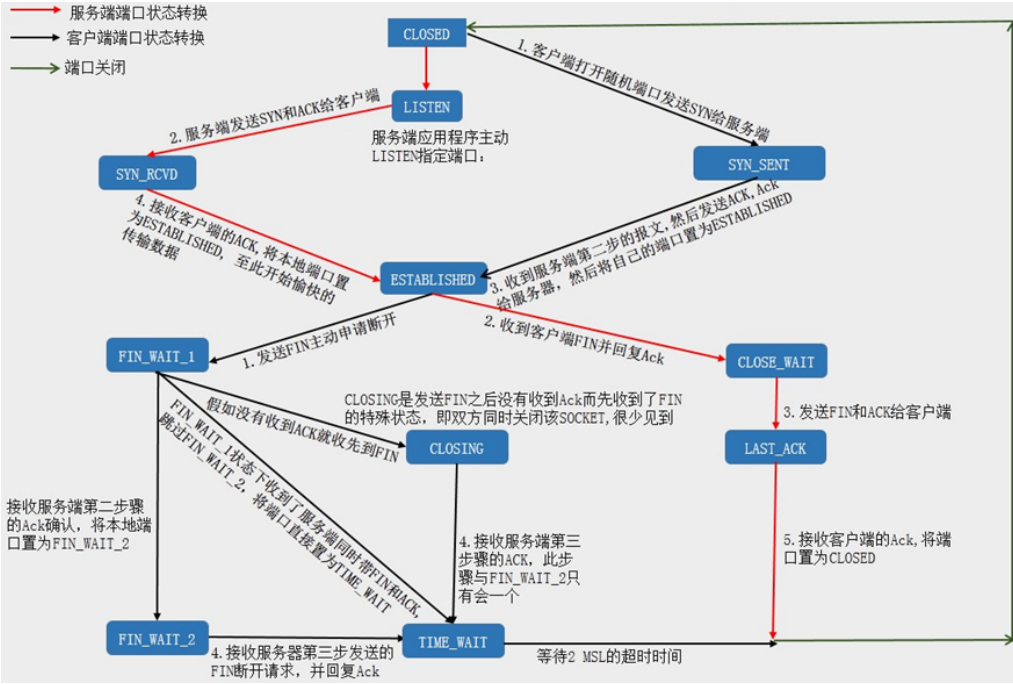 服务端端口状态转换
客户端端口状态转换
端口关闭
CLOSED
1.客户端打开随机端口发送SYN给服务端
LISTEN
2.服务端发送SYN和ACK给客户端
服务端应用程序主动
LISTEN指定端口:
SYN_RCVD
SYN_SENT
4.接收客户端的ACK,将本地端口置
为ESTABLISHED, 至此开始愉快的
传输数据
3.收到服务端第二步的报文,然后发送ACK,Ack
给服务器, 然后将自己的端口置为ESTABLISHED
ESTABLISHED
1.发送FIN主动申请断开
2.收到客户端FIN并回复Ack
FIN_WAIT_1
CLOSE_WAIT
CLOSING是发送FIN之后没有收到Ack而先收到了FIN
的特殊状态, 即双方同时关闭该SOCKET,很少见到
假如没有收到ACK就收先到FIN
3.发送FIN和ACK给客户端
CLOSING
LAST_ACK
FIN_WAIT_1状态下收到了服务端同时带FIN和ACK,
跳过FIN_WAIT_2, 将端口直接置为TIME_WAIT
接收服务端第二步骤
的Ack确认, 将本地端
口置为FIN_WAIT_2
4.接收服务端第三
步骤的ACK, 此步
骤与FIN_WAIT_2只
有会一个
5.接收客户端的Ack,将端
口置为CLOSED
FIN_WAIT_2
TIME_WAIT
4.接收服务器第三步发送的
FIN断开请求, 并回复Ack
等待2 MSL的超时时间